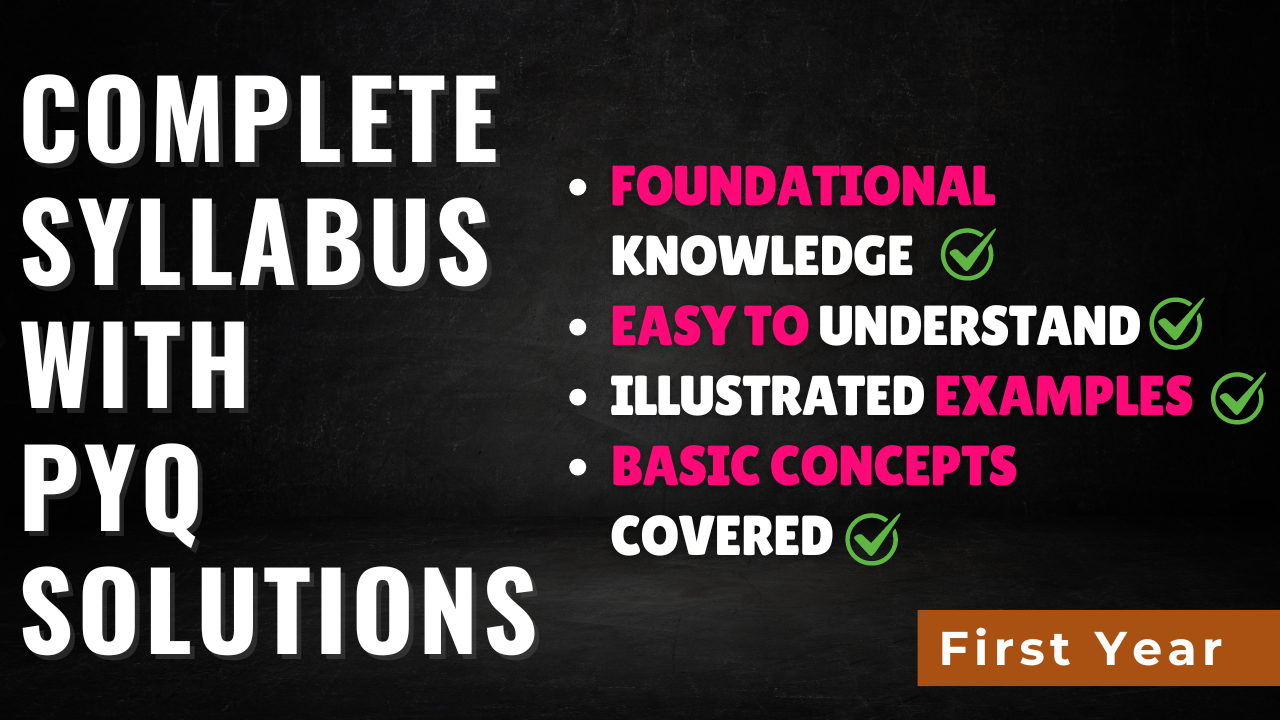 COMPLETE
SYLLABUS
WITH
PYQ
SOLUTIONS
FOUNDATIONAL
KNOWLEDGE
EASY TO UNDERSTAND
ILLUSTRATED EXAMPLES
BASIC CONCEPTS
COVERED
First Year